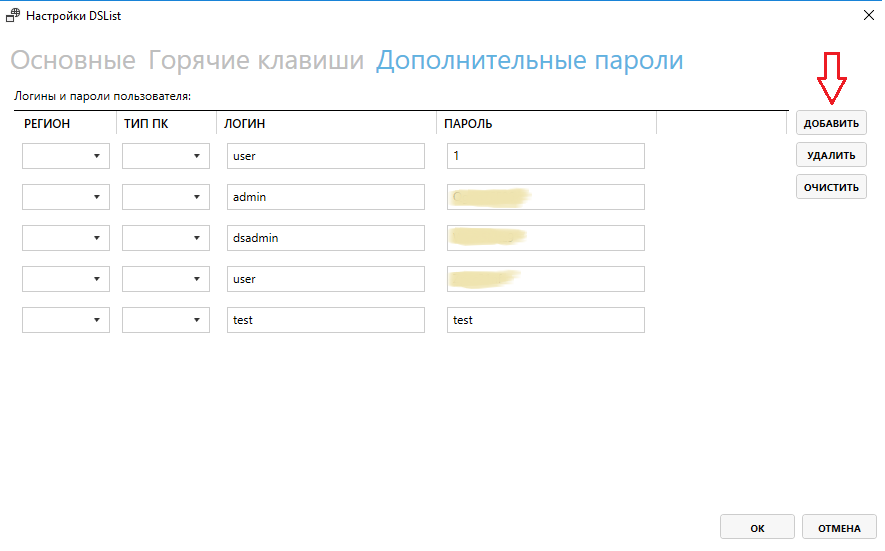 Настройки DSList
Основные Горячие клавиши Дополнительные пароли
Логины и пароли пользователя:
РЕГИОН ТИП ПК ЛОГИН ПАРОЛЬ
ДОБАВИТЬ
user 1
УДАЛИТЬ
ОЧИСТИТЬ
admin
dsadmin
user
test test
ОК ОТМЕНА